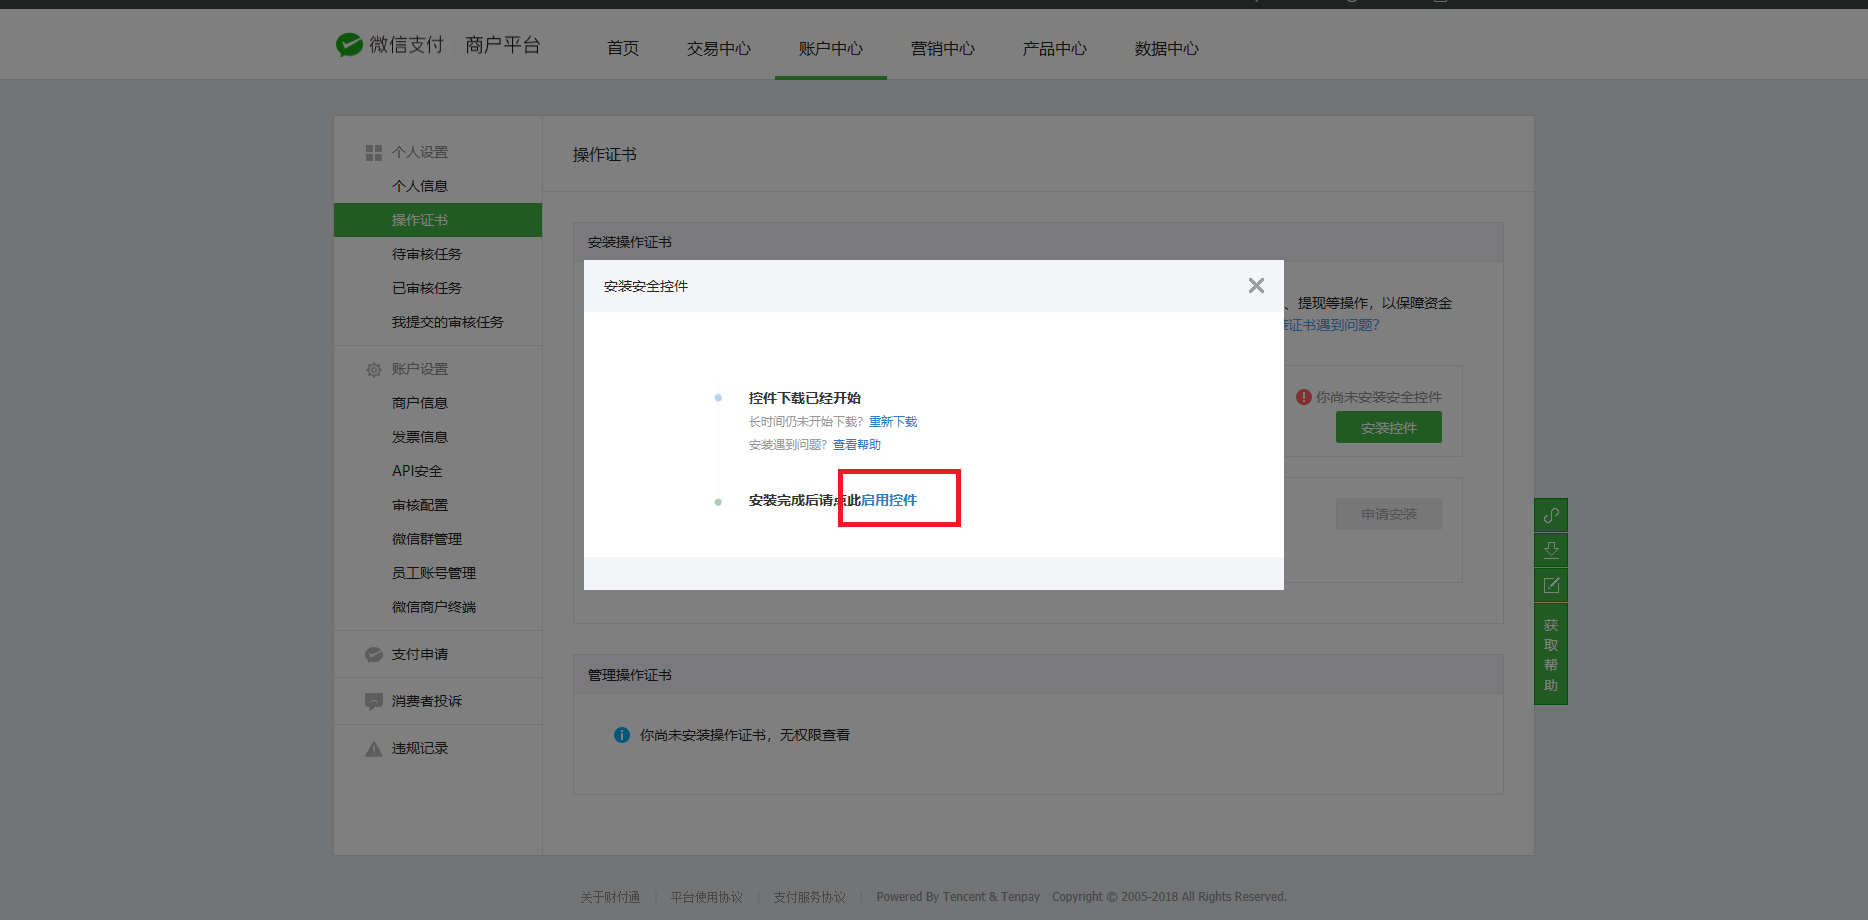 微信支付 商户平台 首页 交易中心 账户中心 营销中心 产品中心 数据中心
个人设置
个人信息
操作证书
待审核任务
已审核任务
我提交的审核任务
账户设置
商户信息
发票信息
API安全
审核配置
微信群管理
员工账号管理
微信商户终端
支付申请
消费者投诉
违规记录
操作证书
安装操作证书
、提现等操作，以保障资金
证书遇到问题?
你尚未安装安全控件
安装控件
申请安装
安装安全控件
控件下载已经开始
长时间仍未开始下载? 重新下载
安装遇到问题? 查看帮助
安装完成后请点此启用控件
管理操作证书
你尚未安装操作证书，无权限查看
获取帮助
关于财付通 | 平台使用协议 | 支付服务协议 | Powered By Tencent & Tenpay Copyright © 2005-2018 All Rights Reserved.